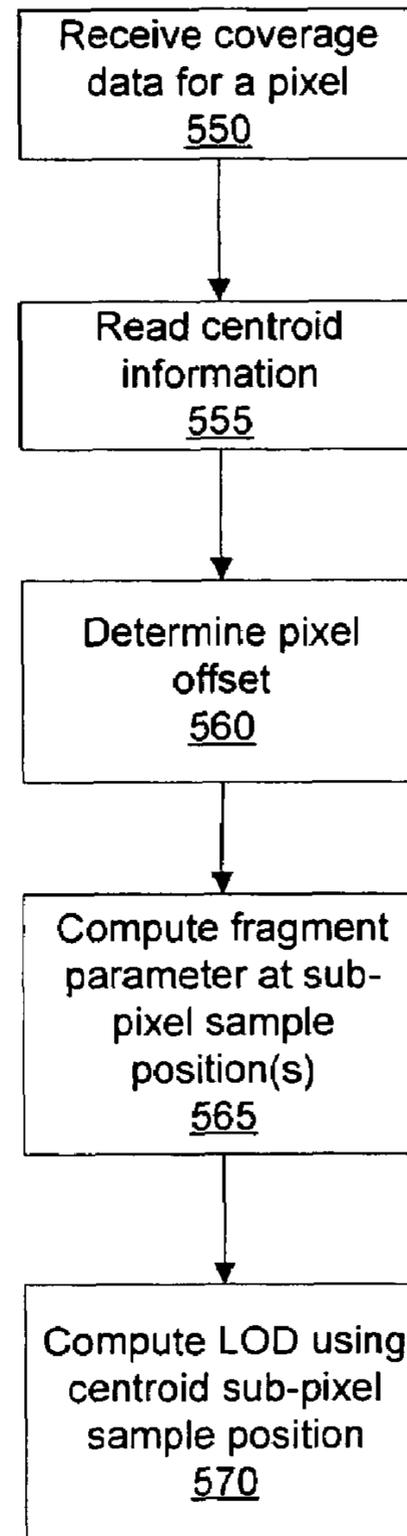 Receive coverage
data for a pixel
550
Read centroid
information
555
Determine pixel
offset
560
Compute fragment
parameter at sub-
pixel sample
position(s)
565
Compute LOD using
centroid sub-pixel
sample position
570